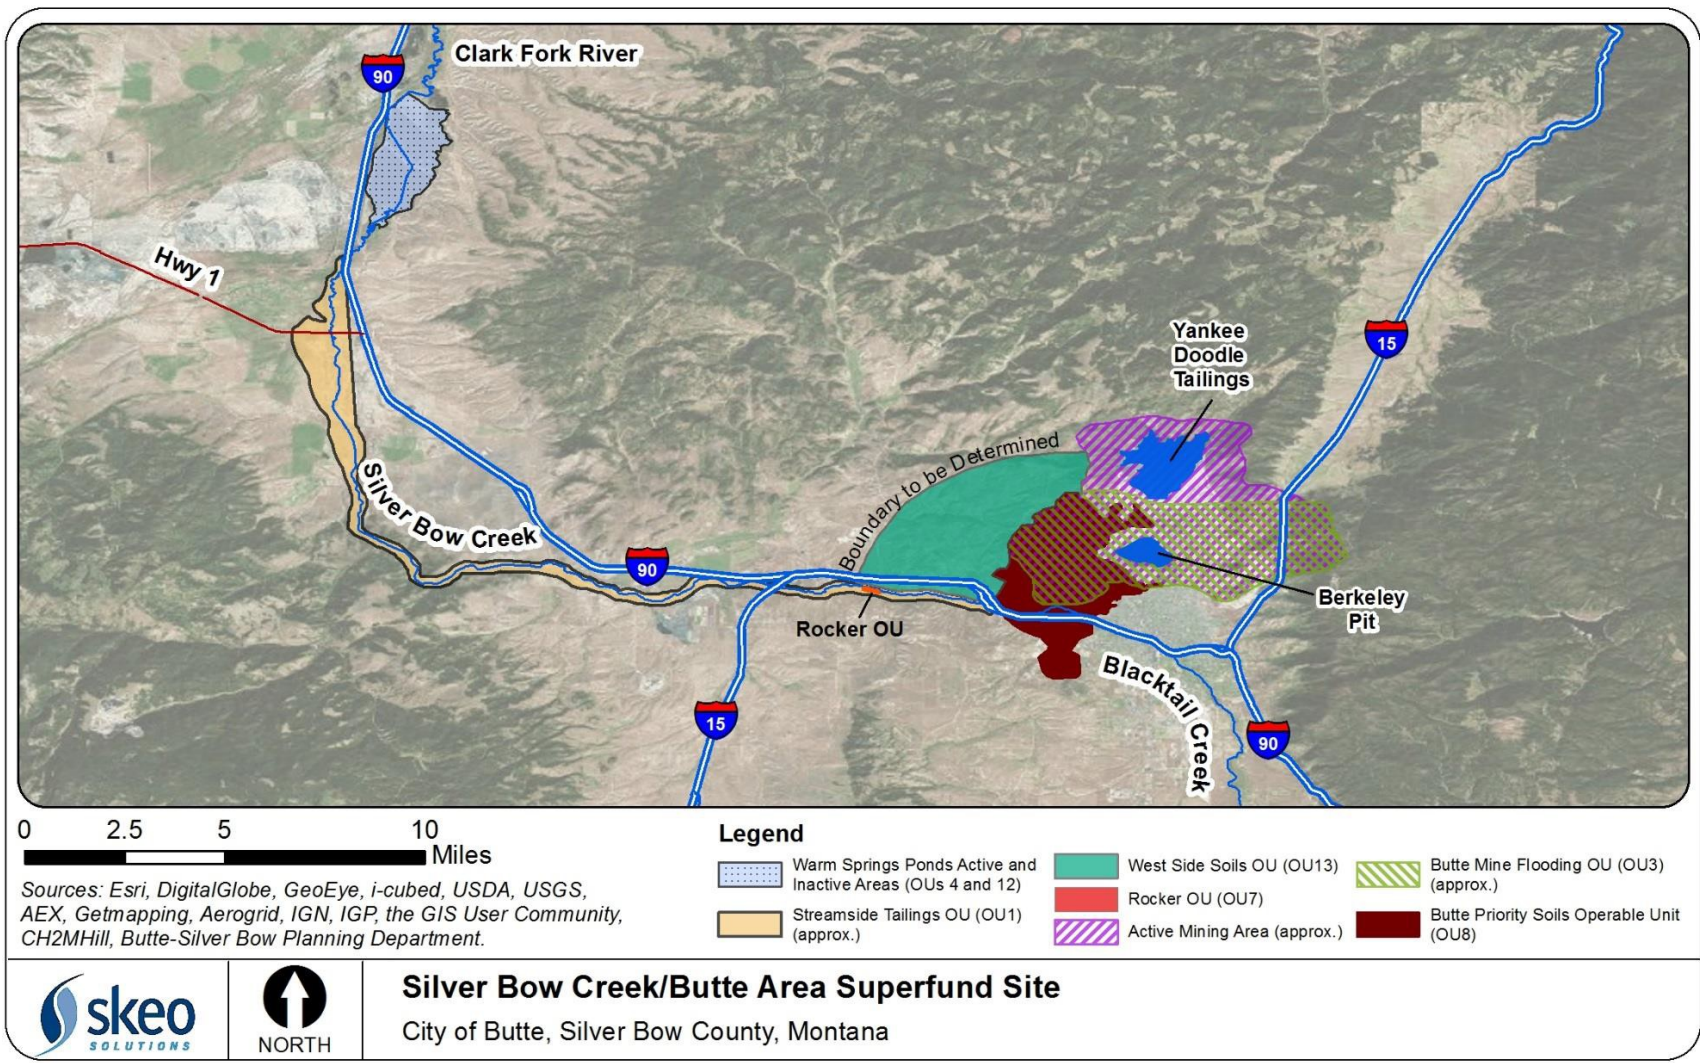 Clark Fork River
90
Hwy 1
Yankee
Doodle
Tailings
15
Boundary to be Determined
Silver Bow Creek
90
Rocker OU
Berkeley
Pit
Blacktail Creek
15
90
0 2.5 5 10
Miles
Sources: Esri, DigitalGlobe, GeoEye, i-cubed, USDA, USGS,
AEX, Getmapping, Aerogrid, IGN, IGP, the GIS User Community,
CH2MHill, Butte-Silver Bow Planning Department.
Legend
Warm Springs Ponds Active and
Inactive Areas (OUs 4 and 12)
Streamside Tailings OU (OU1)
(approx.)
West Side Soils OU (OU13)
Rocker OU (OU7)
Active Mining Area (approx.)
Butte Mine Flooding OU (OU3)
(approx.)
Butte Priority Soils Operable Unit
(OU8)
skeo
SOLUTIONS
NORTH
Silver Bow Creek/Butte Area Superfund Site
City of Butte, Silver Bow County, Montana